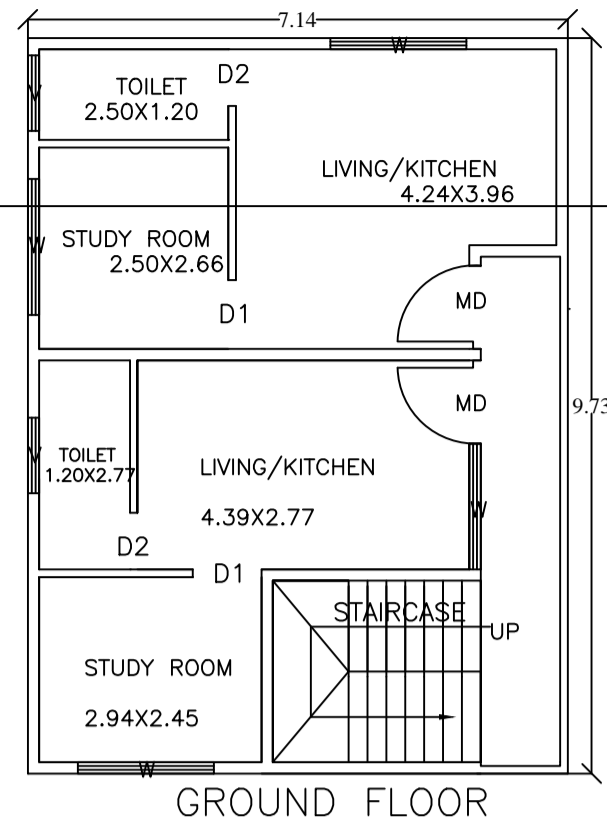 7.14
W
TOILET
2.50X1.20
D2
W
LIVING/KITCHEN
4.24X3.96
STUDY ROOM
2.50X2.66
W
D1
MD
MD
9.73
TOILET
1.20X2.77
W
LIVING/KITCHEN
4.39X2.77
W
D2
D1
STAIRCASE
UP
STUDY ROOM
2.94X2.45
W
GROUND FLOOR